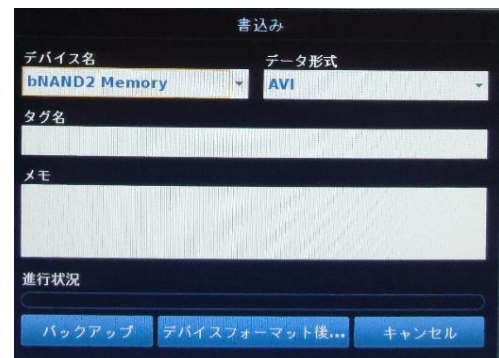 書込み
デバイス名 データ形式
bNAND2 Memory AVI
タグ名
メモ
進行状況
バックアップ デバイスフォーマット後... キャンセル